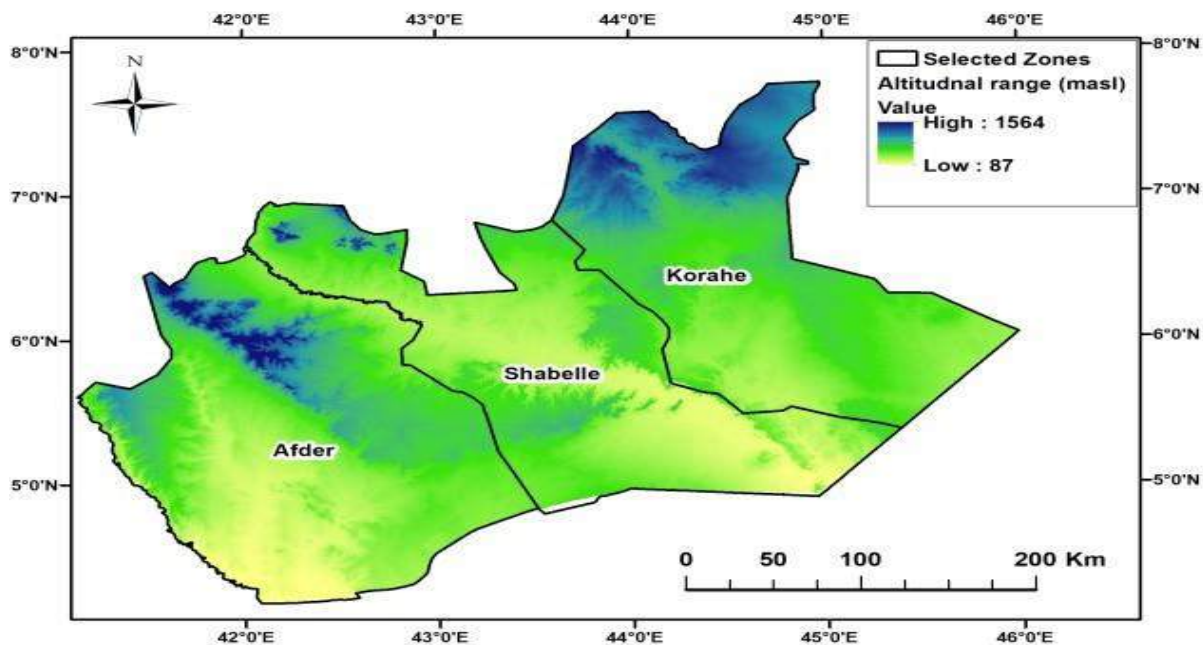 42°0'E 43°0'E 44°0'E 45°0'E 46°0'E
8°0'N 8°0'N
N
Selected Zones
Altitudnal range (masl)
Value
High : 1564
Low : 87
7°0'N 7°0'N
Korahe
6°0'N 6°0'N
Shabelle
Afder
5°0'N 5°0'N
0 50 100 200 Km
42°0'E 43°0'E 44°0'E 45°0'E 46°0'E